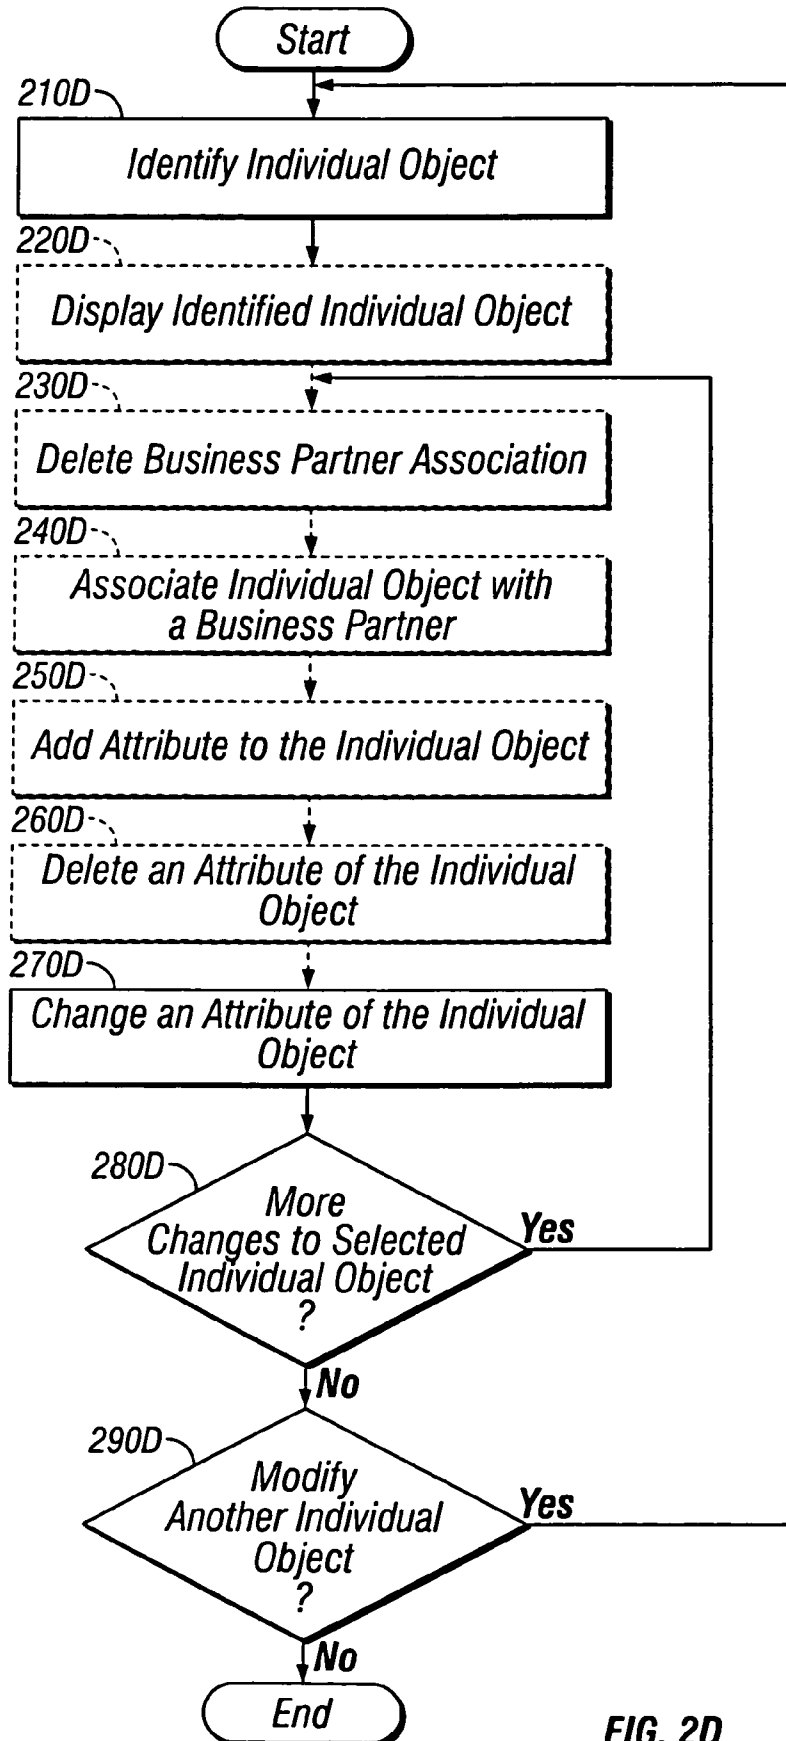 Start
210D
Identify Individual Object
220D
Display Identified Individual Object
230D
Delete Business Partner Association
240D
Associate Individual Object with
a Business Partner
250D
Add Attribute to the Individual Object
260D
Delete an Attribute of the Individual
Object
270D
Change an Attribute of the Individual
Object
280D
More
Changes to Selected
Individual Object
?
Yes
No
290D
Modify
Another Individual
Object
?
Yes
No
End
FIG. 2D